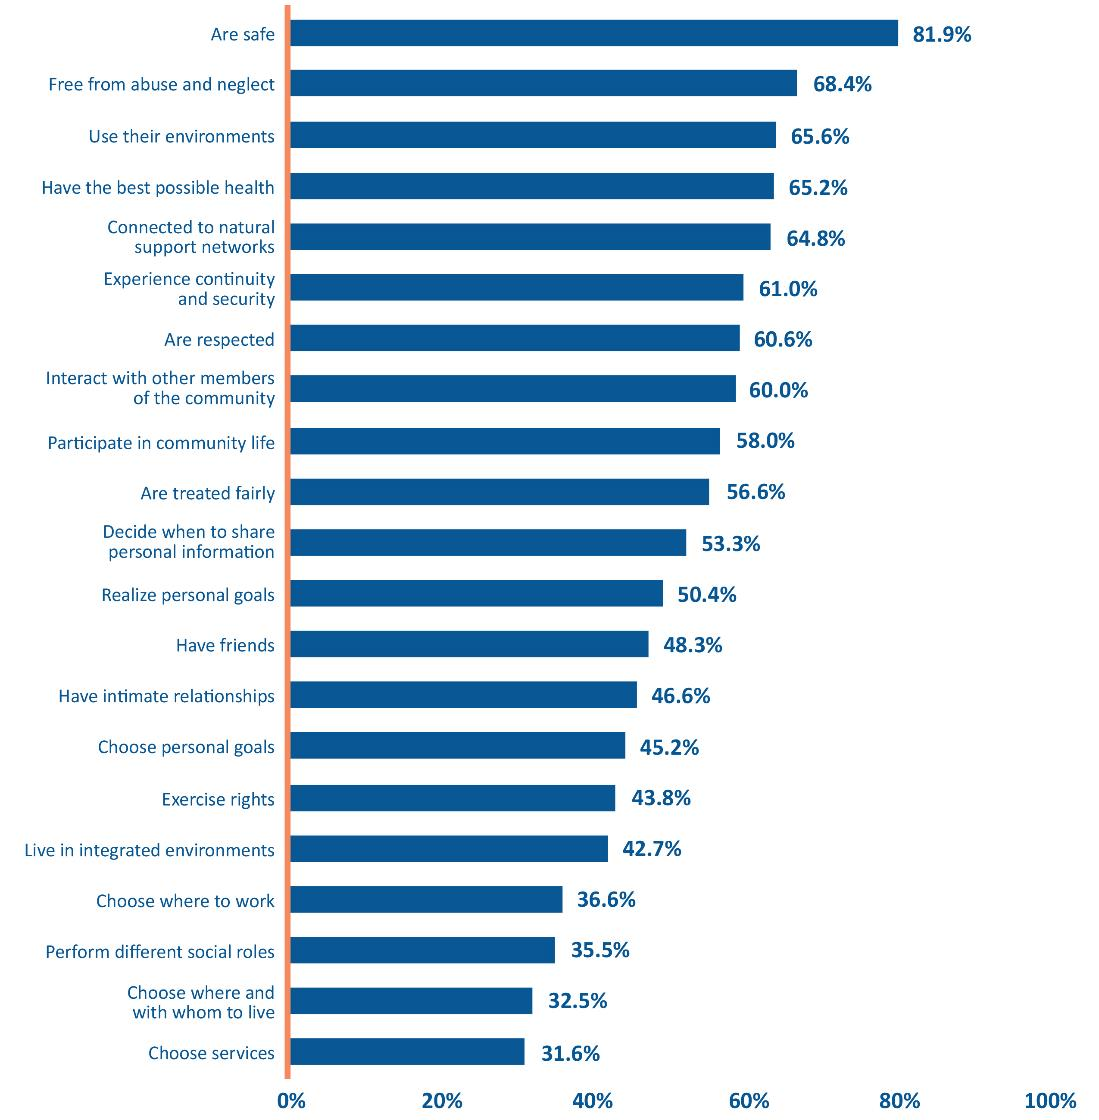 Are safe 81.9%
Free from abuse and neglect 68.4%
Use their environments 65.6%
Have the best possible health 65.2%
Connected to natural
support networks 64.8%
Experience continuity
and security 61.0%
Are respected 60.6%
Interact with other members
of the community 60.0%
Participate in community life 58.0%
Are treated fairly 56.6%
Decide when to share
personal information 53.3%
Realize personal goals 50.4%
Have friends 48.3%
Have intimate relationships 46.6%
Choose personal goals 45.2%
Exercise rights 43.8%
Live in integrated environments 42.7%
Choose where to work 36.6%
Perform different social roles 35.5%
Choose where and
with whom to live 32.5%
Choose services 31.6%
0% 20% 40% 60% 80% 100%